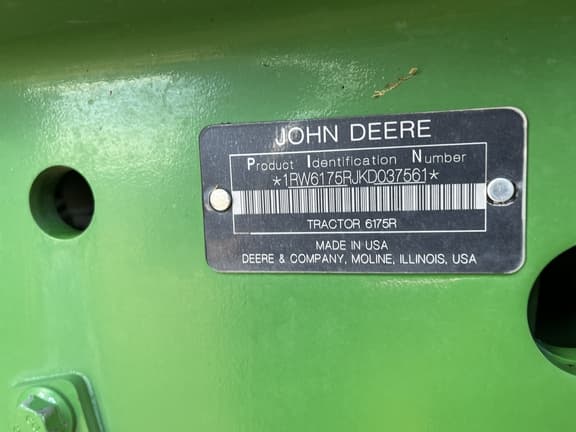 JOHN DEERE
Product Identification Number
*1RW6175RJKD037561*
TRACTOR 6175R
MADE IN USA
DEERE & COMPANY, MOLINE, ILLINOIS, USA